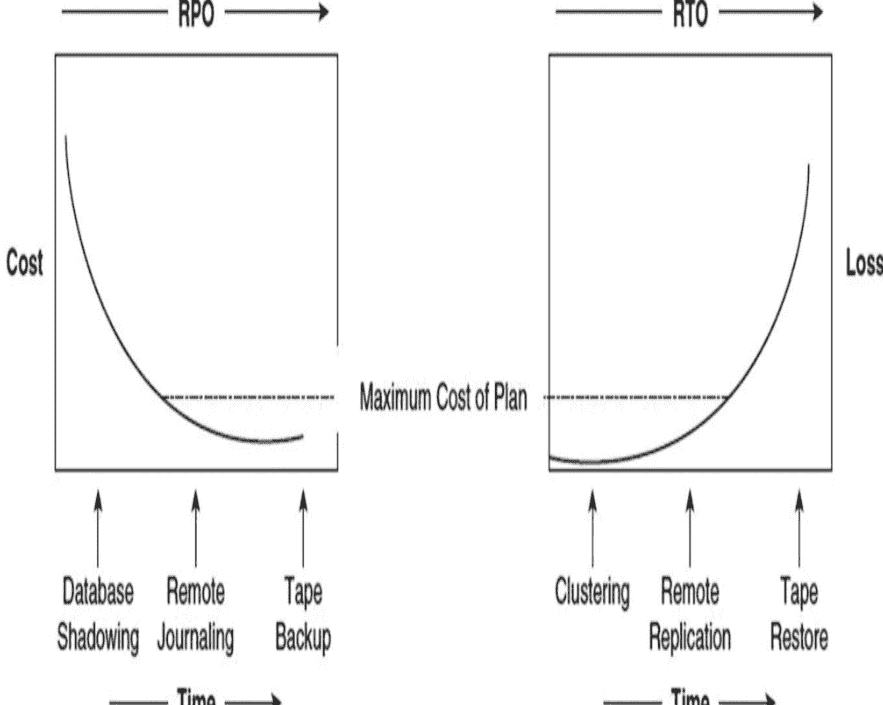 RPO
RTO
Cost
Loss
Maximum Cost of Plan
Database
Shadowing
Remote
Journaling
Tape
Backup
Clustering
Remote
Replication
Tape
Restore
Time
Time